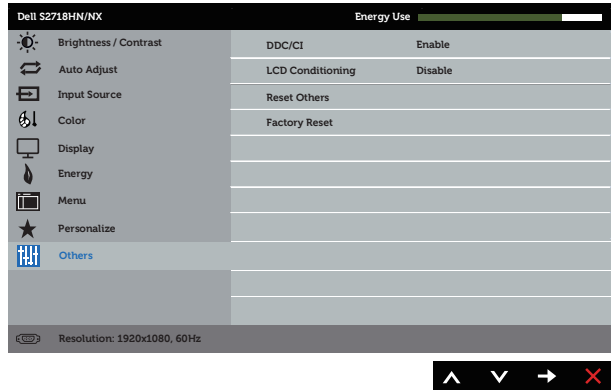 Dell S2718HN/NX Energy Use
Brightness / Contrast
Auto Adjust
Input Source
Color
Display
Energy
Menu
Personalize
Others
DDC/CI Enable
LCD Conditioning Disable
Reset Others
Factory Reset
Resolution: 1920x1080, 60Hz